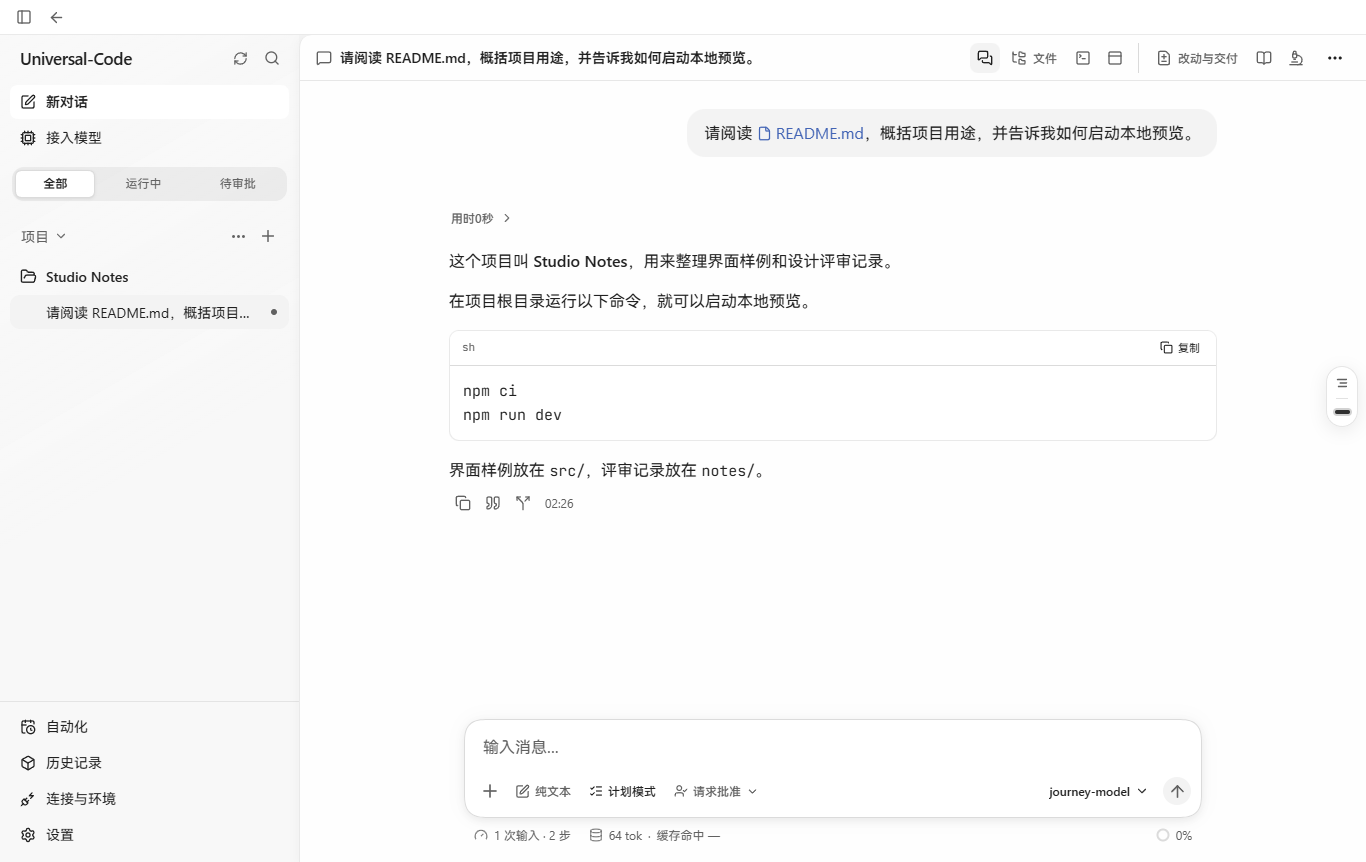 Universal-Code
新对话
接入模型
全部 运行中 待审批
项目
Studio Notes
请阅读 README.md，概括项目...
自动化
历史记录
连接与环境
设置
请阅读 README.md，概括项目用途，并告诉我如何启动本地预览。
文件
改动与交付
请阅读 README.md，概括项目用途，并告诉我如何启动本地预览。
用时0秒
这个项目叫 Studio Notes，用来整理界面样例和设计评审记录。
在项目根目录运行以下命令，就可以启动本地预览。
sh 复制
npm ci
npm run dev
界面样例放在 src/，评审记录放在 notes/。
02:26
输入消息...
纯文本 计划模式 请求批准 journey-model
1 次输入 · 2 步 64 tok · 缓存命中 — 0%